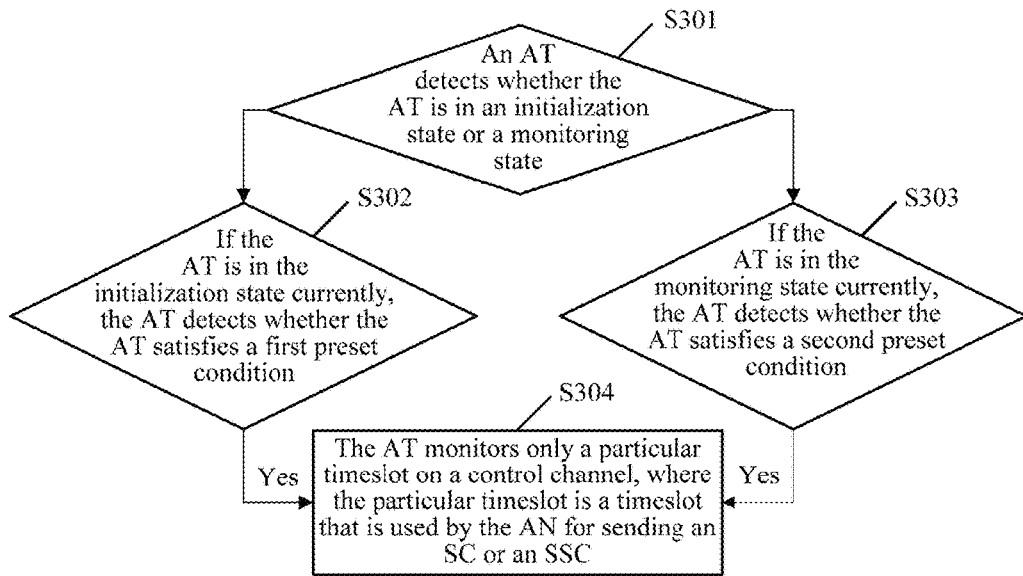 S301
An AT
detects whether the
AT is in an initialization
state or a monitoring
state
S302
If the
AT is in the
initialization state currently,
the AT detects whether the
AT satisfies a first preset
condition
S303
If the
AT is in the
monitoring state currently,
the AT detects whether the
AT satisfies a second preset
condition
S304
Yes
The AT monitors only a particular
timeslot on a control channel, where
the particular timeslot is a timeslot
that is used by the AN for sending an
SC or an SSC
Yes